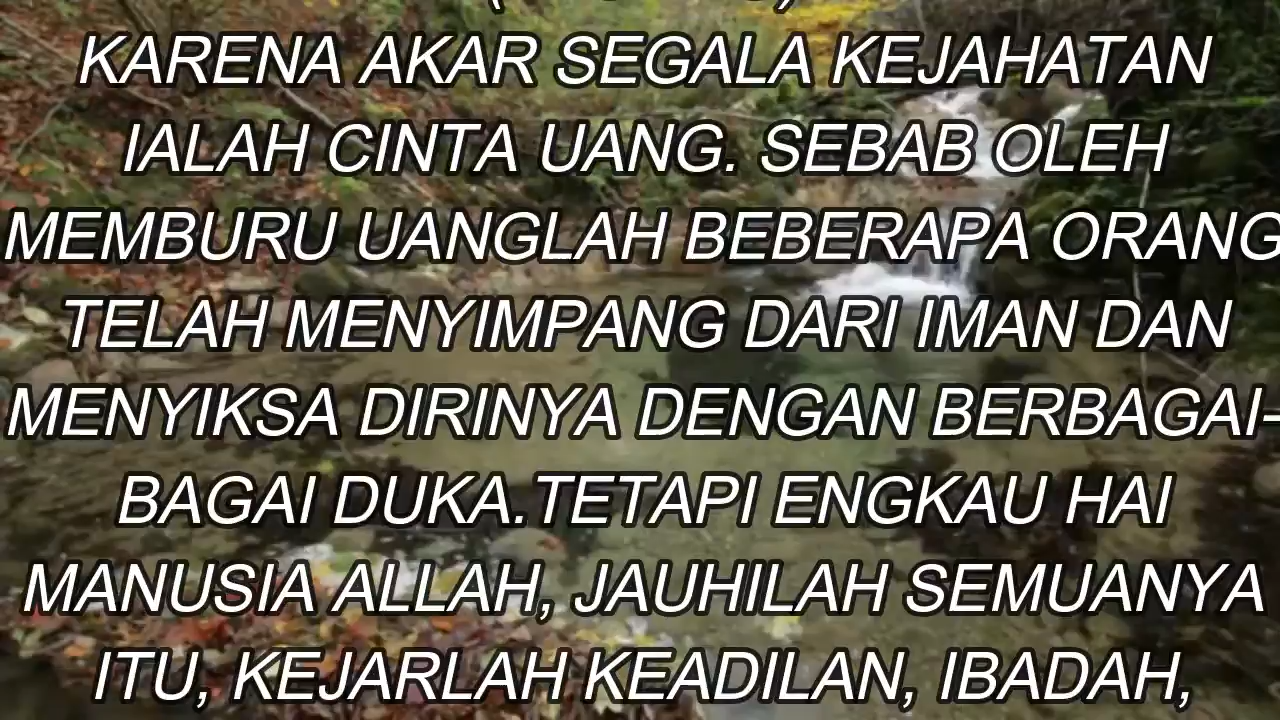 KARENA AKAR SEGALA KEJAHATAN
IALAH CINTA UANG. SEBAB OLEH
MEMBURU UANGLAH BEBERAPA ORANG
TELAH MENYIMPANG DARI IMAN DAN
MENYIKSA DIRINYA DENGAN BERBAGAI-
BAGAI DUKA.TETAPI ENGKAU HAI
MANUSIA ALLAH, JAUHILAH SEMUANYA
ITU, KEJARLAH KEADILAN, IBADAH,